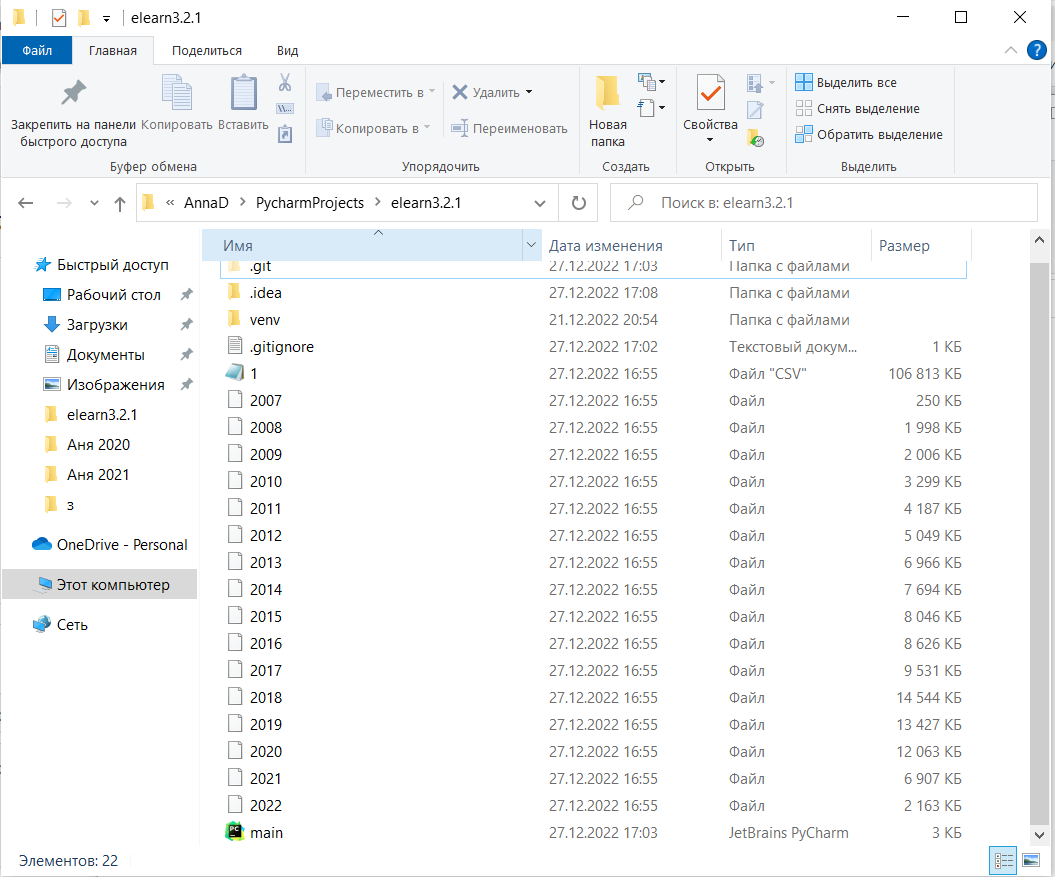 elearn3.2.1
Файл Главная Поделиться Вид
Закрепить на панели быстрого доступа
Копировать
Вставить
Буфер обмена
Переместить в
Копировать в
Удалить
Переименовать
Упорядочить
Новая папка
Создать
Свойства
Открыть
Выделить все
Снять выделение
Обратить выделение
Выделить
« AnnaD > PycharmProjects > elearn3.2.1
Поиск в: elearn3.2.1
Быстрый доступ
Рабочий стол
Загрузки
Документы
Изображения
elearn3.2.1
Аня 2020
Аня 2021
з
OneDrive - Personal
Этот компьютер
Сеть
Имя Дата изменения Тип Размер
.git 27.12.2022 17:03 Папка с файлами
.idea 27.12.2022 17:08 Папка с файлами
venv 21.12.2022 20:54 Папка с файлами
.gitignore 27.12.2022 17:02 Текстовый докум... 1 КБ
1 27.12.2022 16:55 Файл "CSV" 106 813 КБ
2007 27.12.2022 16:55 Файл 250 КБ
2008 27.12.2022 16:55 Файл 1 998 КБ
2009 27.12.2022 16:55 Файл 2 006 КБ
2010 27.12.2022 16:55 Файл 3 299 КБ
2011 27.12.2022 16:55 Файл 4 187 КБ
2012 27.12.2022 16:55 Файл 5 049 КБ
2013 27.12.2022 16:55 Файл 6 966 КБ
2014 27.12.2022 16:55 Файл 7 694 КБ
2015 27.12.2022 16:55 Файл 8 046 КБ
2016 27.12.2022 16:55 Файл 8 626 КБ
2017 27.12.2022 16:55 Файл 9 531 КБ
2018 27.12.2022 16:55 Файл 14 544 КБ
2019 27.12.2022 16:55 Файл 13 427 КБ
2020 27.12.2022 16:55 Файл 12 063 КБ
2021 27.12.2022 16:55 Файл 6 907 КБ
2022 27.12.2022 16:55 Файл 2 163 КБ
main 27.12.2022 17:03 JetBrains PyCharm 3 КБ
Элементов: 22